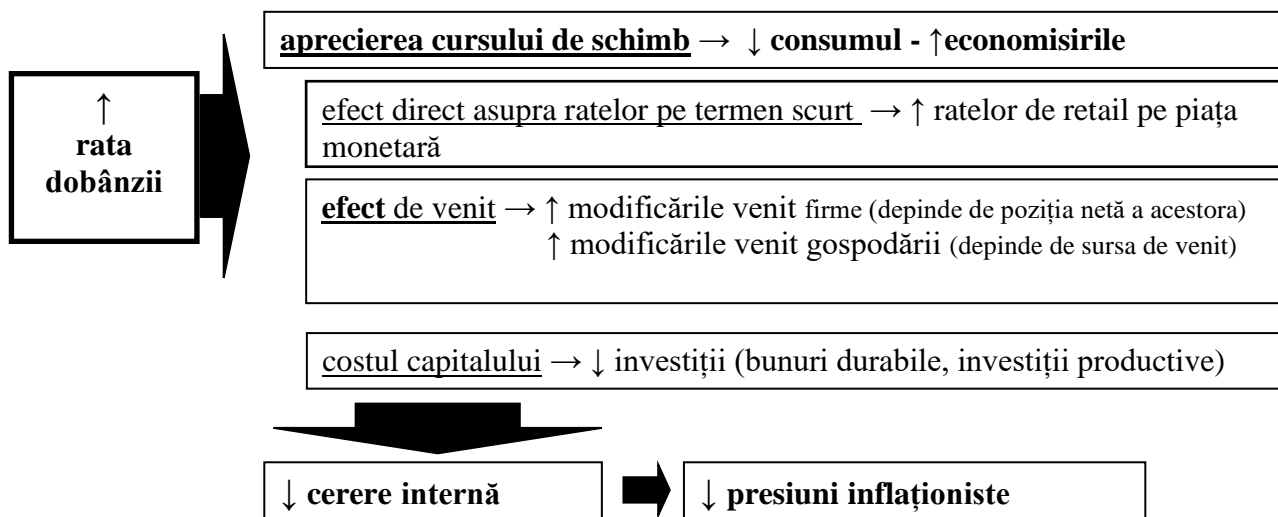 aprecierea cursului de schimb → ↓ consumul - ↑economisirile
↑
rata
dobânzii
efect direct asupra ratelor pe termen scurt → ↑ ratelor de retail pe piața
monetară
efect de venit → ↑ modificările venit firme (depinde de poziția netă a acestora)
↑ modificările venit gospodării (depinde de sursa de venit)
costul capitalului → ↓ investiții (bunuri durabile, investiții productive)
↓ cerere internă
↓ presiuni inflaționiste